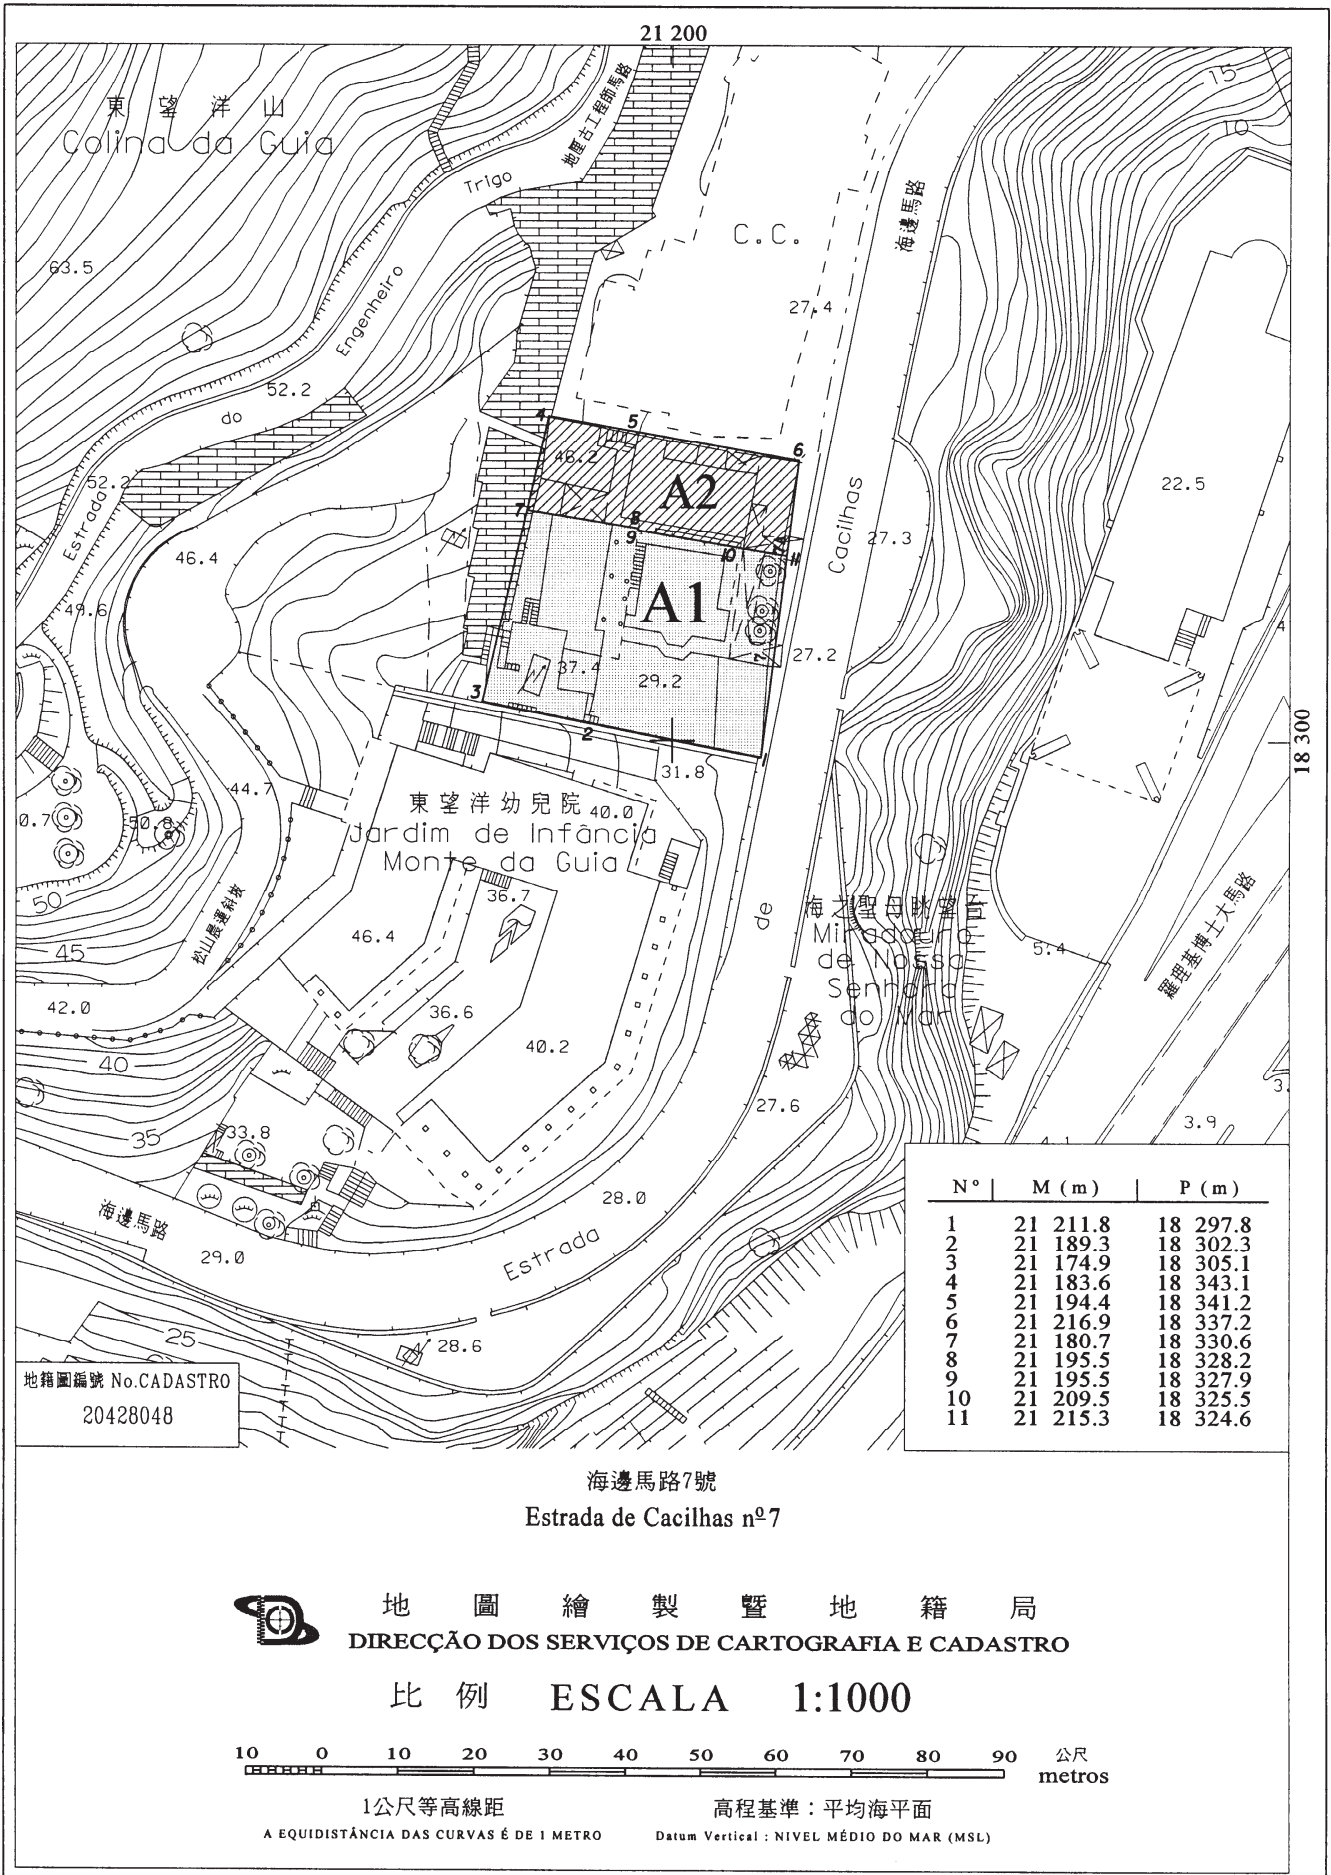 21 200
東望洋山
Colina da Guia
地厘古工程師馬路
Trigo
15
10
海邊馬路
C.C.
63.5
Engenheiro
27.4
52.2
do
4
5
6
46.2
A2
22.5
52.2
Estrada
7
8
9
10
11
Cacilhas
27.3
46.4
A1
49.6
4
27.2
37.4
29.2
3
2
1
18 300
31.8
44.7
東望洋幼兒院
40.0
Jardim de Infância
Monte da Guia
0.7
50.8
36.7
50
松山晨運斜坡
de
海之聖母眺望台
Miradouro
de Nossa
Senhora
do Mar
46.4
5.4
羅理基博士大馬路
45
42.0
36.6
40.2
40
27.6
3.
35
33.8
3.9
4.1
28.0
海邊馬路
29.0
Estrada
25
28.6
N° M (m) P (m)
1 21 211.8 18 297.8
2 21 189.3 18 302.3
3 21 174.9 18 305.1
4 21 183.6 18 343.1
5 21 194.4 18 341.2
6 21 216.9 18 337.2
7 21 180.7 18 330.6
8 21 195.5 18 328.2
9 21 195.5 18 327.9
10 21 209.5 18 325.5
11 21 215.3 18 324.6
地籍圖編號 No.CADASTRO
20428048
海邊馬路7號
Estrada de Cacilhas nº 7
地圖繪製暨地籍局
DIRECÇÃO DOS SERVIÇOS DE CARTOGRAFIA E CADASTRO
比例 ESCALA 1:1000
10 0 10 20 30 40 50 60 70 80 90 公尺
metros
1公尺等高線距 高程基準：平均海平面
A EQUIDISTÂNCIA DAS CURVAS É DE 1 METRO Datum Vertical : NIVEL MÉDIO DO MAR (MSL)